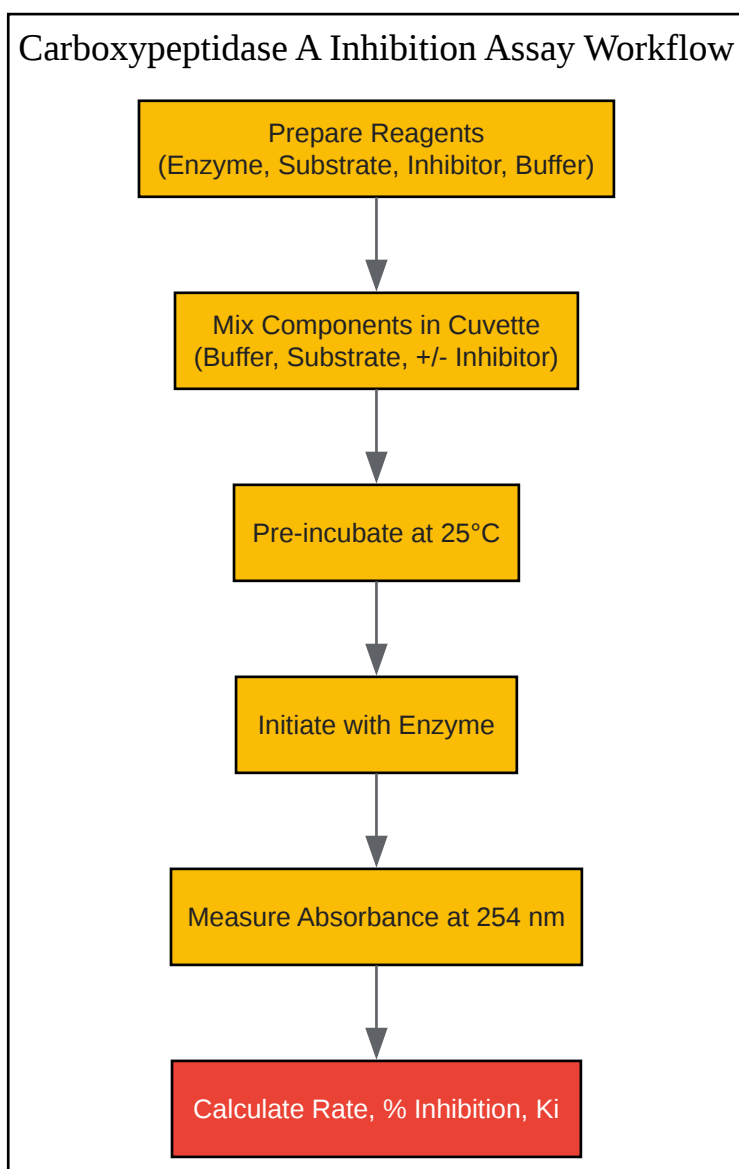 Carboxypeptidase A Inhibition Assay Workflow
Prepare Reagents
(Enzyme, Substrate, Inhibitor, Buffer)
Mix Components in Cuvette
(Buffer, Substrate, +/- Inhibitor)
Pre-incubate at 25°C
Initiate with Enzyme
Measure Absorbance at 254 nm
Calculate Rate, % Inhibition, Ki